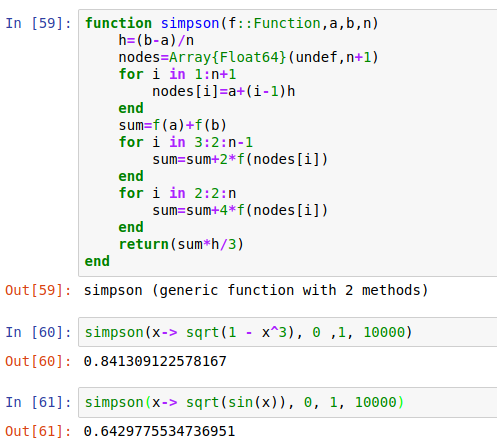 In [59]: function simpson(f::Function,a,b,n)
    h=(b-a)/n
    nodes=Array{Float64}(undef,n+1)
    for i in 1:n+1
        nodes[i]=a+(i-1)h
    end
    sum=f(a)+f(b)
    for i in 3:2:n-1
        sum=sum+2*f(nodes[i])
    end
    for i in 2:2:n
        sum=sum+4*f(nodes[i])
    end
    return(sum*h/3)
end
Out[59]: simpson (generic function with 2 methods)
In [60]: simpson(x-> sqrt(1 - x^3), 0 ,1, 10000)
Out[60]: 0.841309122578167
In [61]: simpson(x-> sqrt(sin(x)), 0, 1, 10000)
Out[61]: 0.6429775534736951